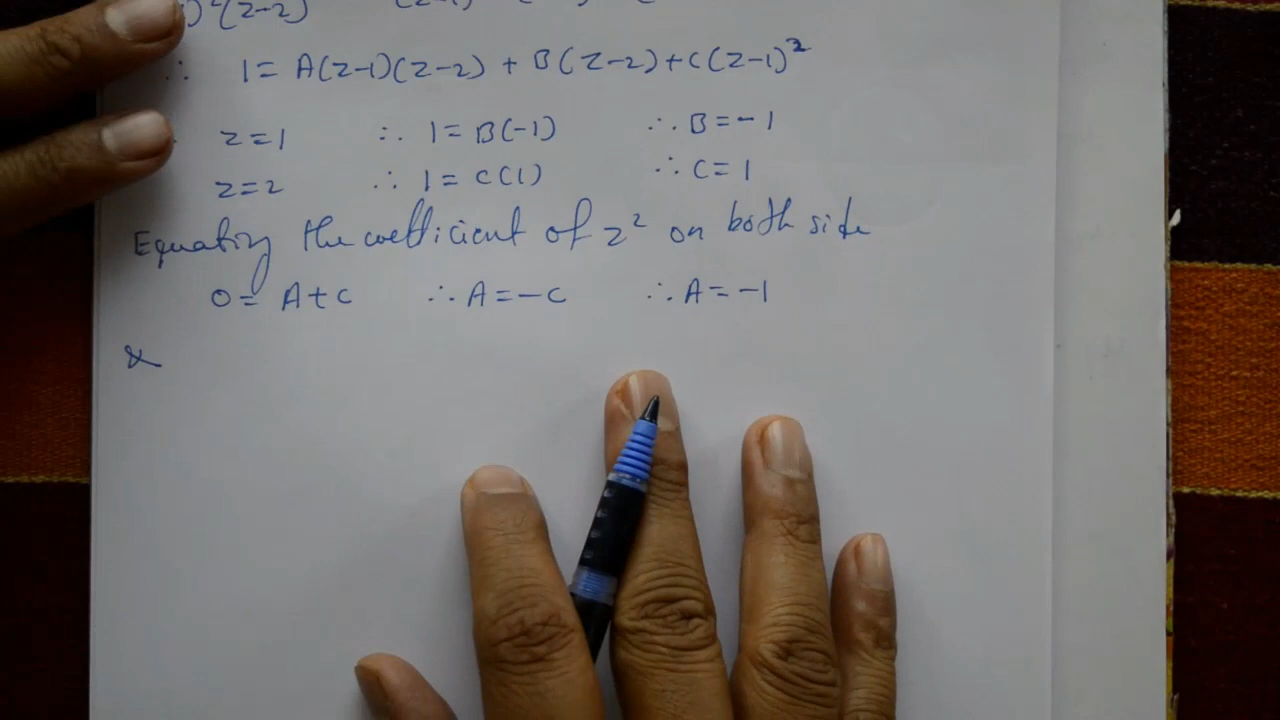 (z-2)
∴ 1 = A(z-1)(z-2) + B(z-2) + C(z-1)²
z=1 ∴ 1 = B(-1) ∴ B = -1
z=2 ∴ 1 = C(1) ∴ C = 1
Equating the coefficient of z² on both side
0 = A+C ∴ A = -C ∴ A = -1